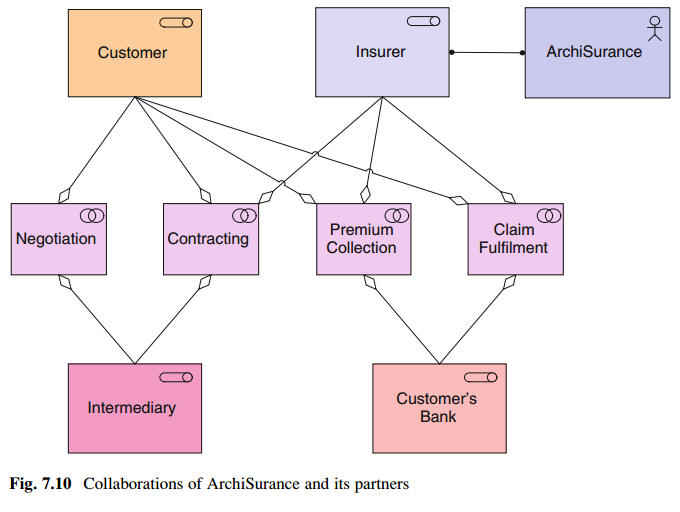 Customer
Insurer
ArchiSurance
Negotiation
Contracting
Premium
Collection
Claim
Fulfilment
Intermediary
Customer's
Bank
Fig. 7.10 Collaborations of ArchiSurance and its partners